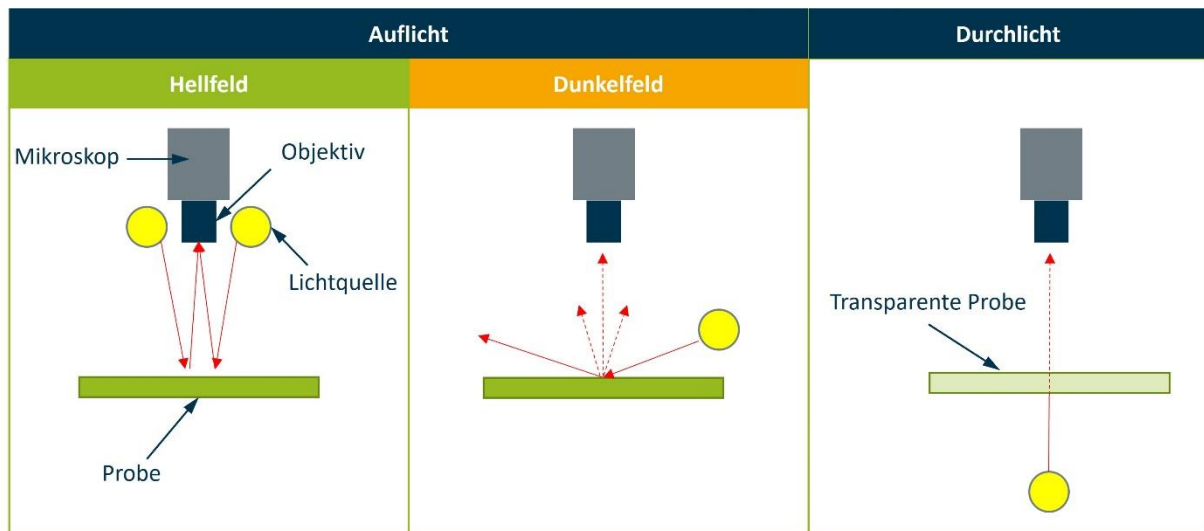 Auflicht
Durchlicht
Hellfeld
Dunkelfeld
Mikroskop
Objektiv
Lichtquelle
Probe
Transparente Probe